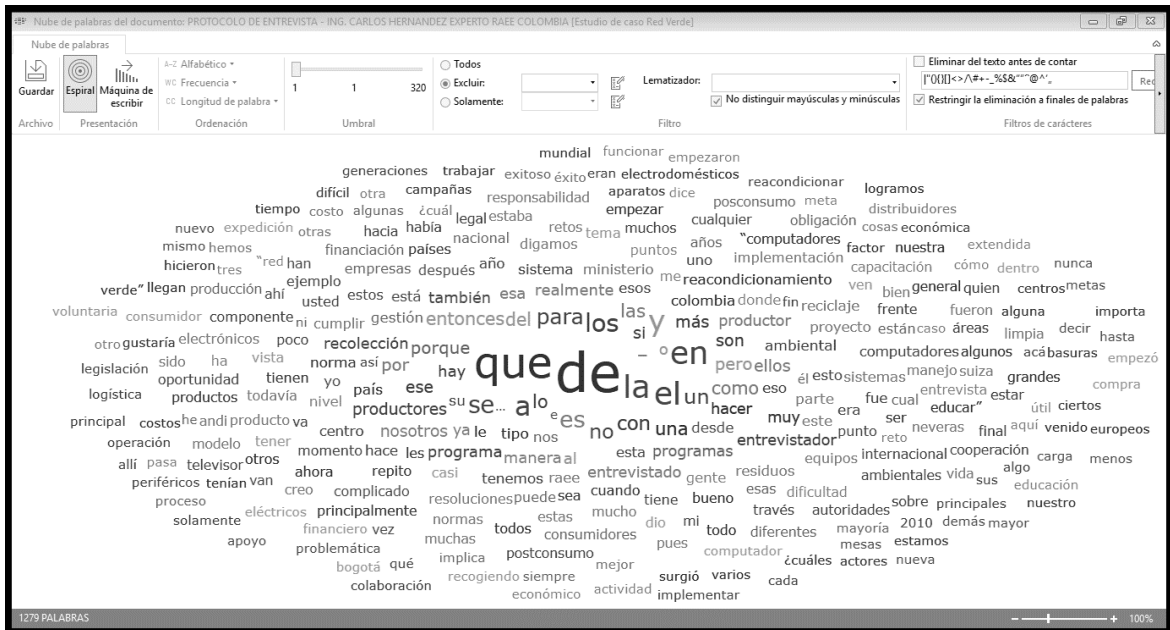 Nube de palabras del documento: PROTOCOLO DE ENTREVISTA - ING. CARLOS HERNANDEZ EXPERTO RAEE COLOMBIA [Estudio de caso Red Verde]
Nube de palabras
Guardar
Espiral
Máquina de escribir
A-Z Alfabético
WC Frecuencia
CC Longitud de palabra
1 1 320
Todos
Excluir:
Solamente:
Lematizador:
No distinguir mayúsculas y minúsculas
Eliminar del texto antes de contar
Rec
Restringir la eliminación a finales de palabras
Archivo Presentación Ordenación Umbral Filtro Filtros de carácteres
mundial funcionar empezaron
generaciones trabajar exitoso éxito eran electrodomésticos reacondicionar
difícil otra campañas responsabilidad aparatos dice posconsumo meta logramos
tiempo costo algunas ¿cuál legal estaba retos tema empezar muchos cualquier obligación distribuidores
nuevo expedición otras hacia había nacional digamos puntos años "computadores cosas económica
mismo hemos financiación países uno implementación factor nuestra extendida
hicieron tres "red han empresas después año sistema ministerio me reacondicionamiento capacitación cómo dentro nunca
verde" llegan producción ahí ejemplo usted estos está también esa realmente esos colombia donde fin reciclaje ven bien general quien centros metas
voluntaria consumidor componente ni cumplir gestión entonces del para los las si y más productor proyecto frente están caso fueron áreas alguna limpia decir importa hasta
otro gustaría electrónicos poco recolección porque - ° en son ambiental computadores algunos acá basuras empezó
legislación sido ha vista norma así por hay que de la el un pero ellos él esto sistemas manejo suiza grandes
oportunidad tienen yo país ese como eso parte fue cual entrevista estar compra
logística productos todavía nivel productores su se... a lo e es no con una desde hacer muy este era ser educar" útil ciertos
principal costos he andi producto va centro nosotros ya le tipo nos entrevistador punto reto neveras final aquí venido europeos
operación modelo tener momento hace les programa manera al esta programas equipos internacional cooperación carga menos
allí pasa televisor otros ahora repito casi tenemos raee entrevistado gente residuos ambientales vida sus algo
periféricos tenían van creo complicado resoluciones puede sea cuando tiene bueno esas dificultad educación
proceso eléctricos principalmente normas estas mucho dio mi través autoridades sobre principales nuestro
solamente financiero vez muchas todos consumidores todo diferentes mayoría 2010 demás mayor
apoyo problemática implica postconsumo pues computador mesas estamos
bogotá qué mejor ¿cuáles actores nueva
colaboración recogiendo siempre económico actividad surgió varios implementar cada
1279 PALABRAS
100%